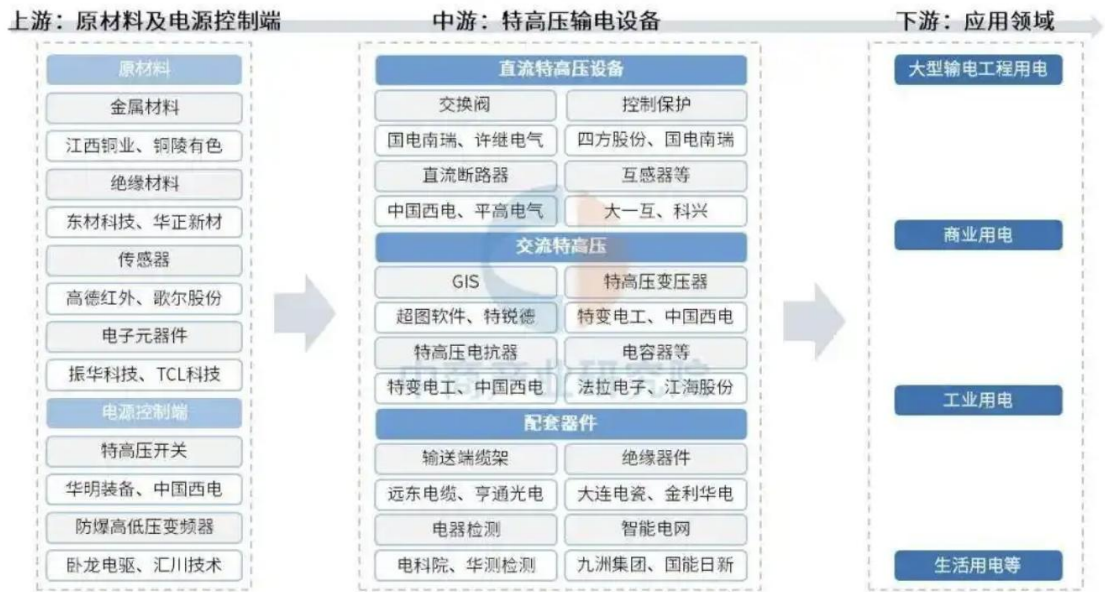 上游：原材料及电源控制端
中游：特高压输电设备
下游：应用领域
原材料
金属材料
江西铜业、铜陵有色
绝缘材料
东材科技、华正新材
传感器
高德红外、歌尔股份
电子元器件
振华科技、TCL科技
电源控制端
特高压开关
华明装备、中国西电
防爆高低压变频器
卧龙电驱、汇川技术
直流特高压设备
交换阀
控制保护
国电南瑞、许继电气
四方股份、国电南瑞
直流断路器
互感器等
中国西电、平高电气
大一互、科兴
交流特高压
GIS
特高压变压器
超图软件、特锐德
特变电工、中国西电
特高压电抗器
电容器等
特变电工、中国西电
法拉电子、江海股份
配套器件
输送端缆架
绝缘器件
远东电缆、亨通光电
大连电瓷、金利华电
电器检测
智能电网
电科院、华测检测
九洲集团、国能日新
大型输电工程用电
商业用电
工业用电
生活用电等
中商产业研究院